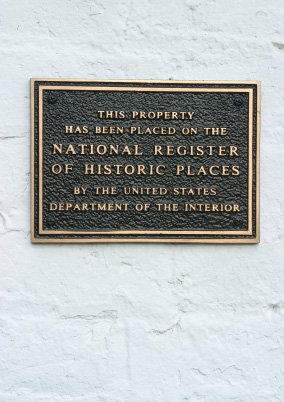 THIS PROPERTY
HAS BEEN PLACED ON THE
NATIONAL REGISTER
OF HISTORIC PLACES
BY THE UNITED STATES
DEPARTMENT OF THE INTERIOR